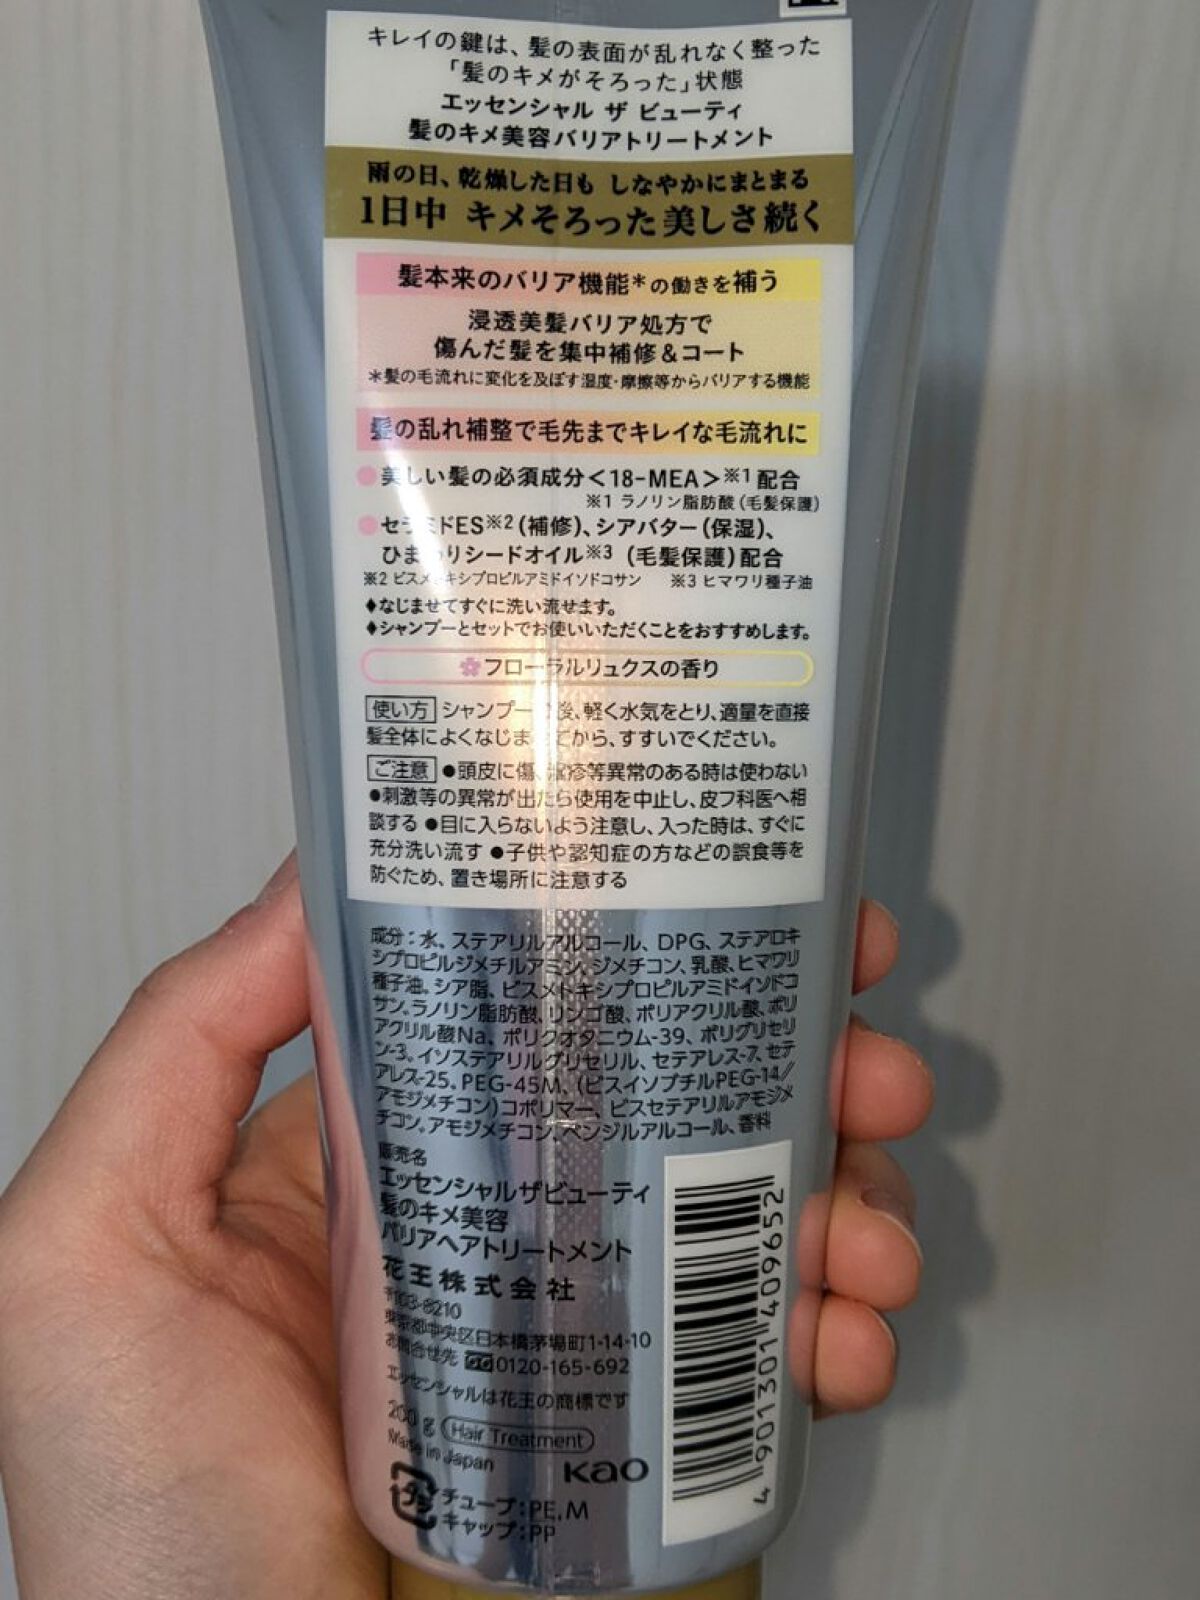 キレイの鍵は、髪の表面が乱れなく整った
「髪のキメがそろった」状態
エッセンシャル ザ ビューティ
髪のキメ美容バリアトリートメント
雨の日、乾燥した日も しなやかにまとまる
1日中 キメそろった美しさ続く
髪本来のバリア機能*の働きを補う
浸透美髪バリア処方で
傷んだ髪を集中補修&コート
*髪の毛流れに変化を及ぼす湿度・摩擦等からバリアする機能
髪の乱れ補整で毛先までキレイな毛流れに
●美しい髪の必須成分<18-MEA>※1配合
※1 ラノリン脂肪酸(毛髪保護)
●セラミドES※2(補修)、シアバター(保湿)、
ひまわりシードオイル※3 (毛髪保護)配合
※2 ビスメトキシプロピルアミドイソドコサン ※3 ヒマワリ種子油
♦なじませてすぐに洗い流せます。
♦シャンプーとセットでお使いいただくことをおすすめします。
フローラルリュクスの香り
使い方 シャンプー 後、軽く水気をとり、適量を直接
髪全体によくなじませてから、すすいでください。
ご注意 ●頭皮に傷、湿疹等異常のある時は使わない
●刺激等の異常が出たら使用を中止し、皮フ科医へ相
談する ●目に入らないよう注意し、入った時は、すぐに
充分洗い流す ●子供や認知症の方などの誤食等を
防ぐため、置き場所に注意する
成分:水、ステアリルアルコール、DPG、ステアロキ
シプロピルジメチルアミン、ジメチコン、乳酸、ヒマワリ
種子油、シア脂、ビスメトキシプロピルアミドイソドコ
サン、ラノリン脂肪酸、リンゴ酸、ポリアクリル酸、ポリ
アクリル酸Na、ポリクオタニウム-39、ポリグリセリ
ン-3、イソステアリルグリセリル、セテアレス-7、セテ
アレス-25、PEG-45M、(ビスイソブチルPEG-14/
アモジメチコン)コポリマー、ビスセテアリルアモジメ
チコン、アモジメチコン、ベンジルアルコール、香料
販売名
エッセンシャルザビューティ
髪のキメ美容
バリアヘアトリートメント
花王株式会社
〒103-8210
東京都中央区日本橋茅場町1-14-10
お問合せ先 0120-165-692
エッセンシャルは花王の商標です
200g Hair Treatment
Made in Japan
Kao
プラ チューブ:PE,M
キャップ:PP
4 901301 409652